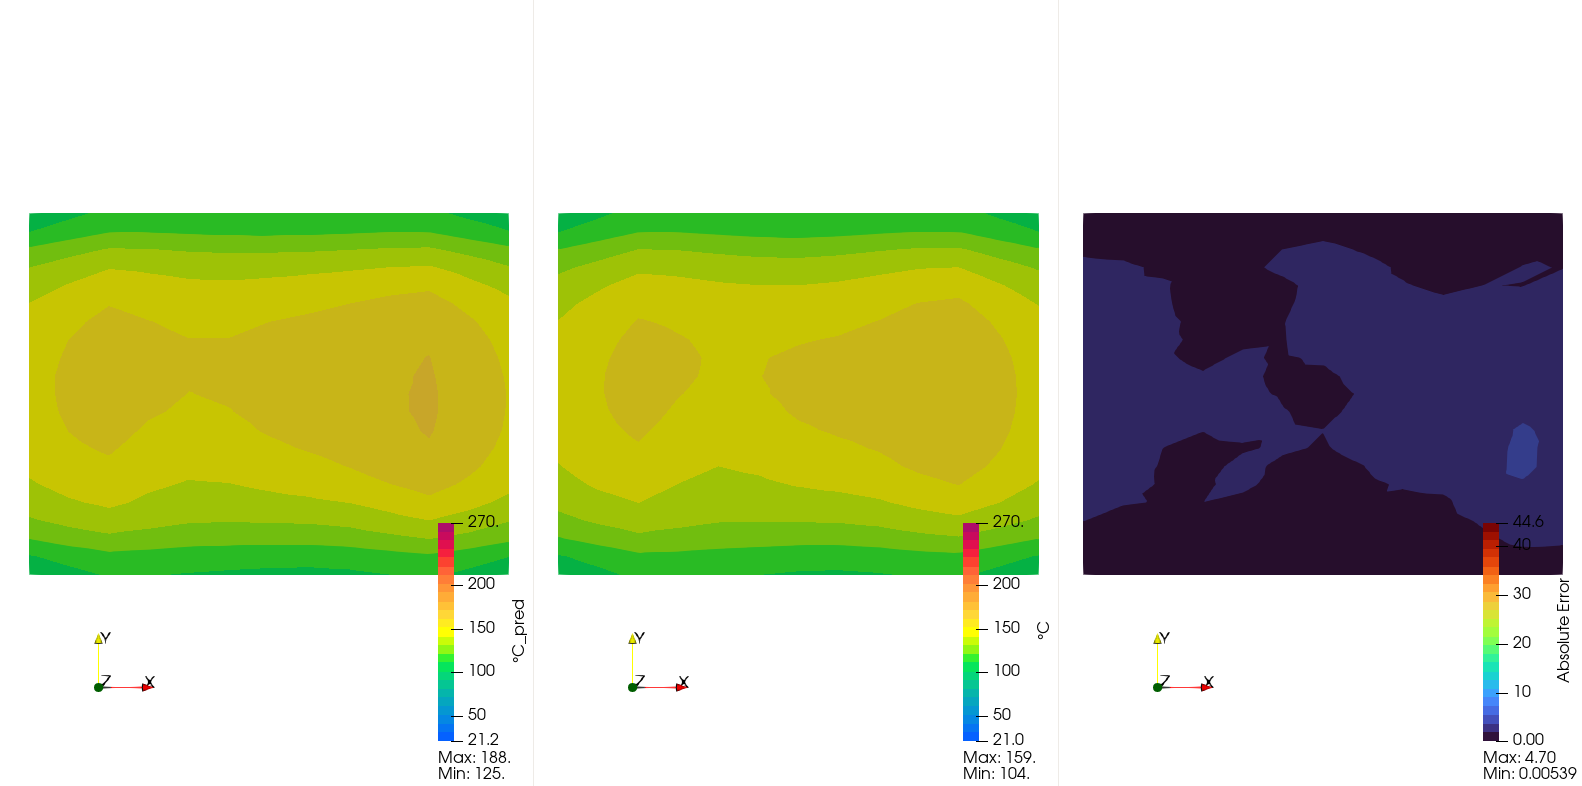 270.
200
150
100
50
21.2
°C_pred
Max: 188.
Min: 125.
Y
Z
X
270.
200
150
100
50
21.0
°C
Max: 159.
Min: 104.
Y
Z
X
44.6
40
30
20
10
0.00
Absolute Error
Max: 4.70
Min: 0.00539
Y
Z
X